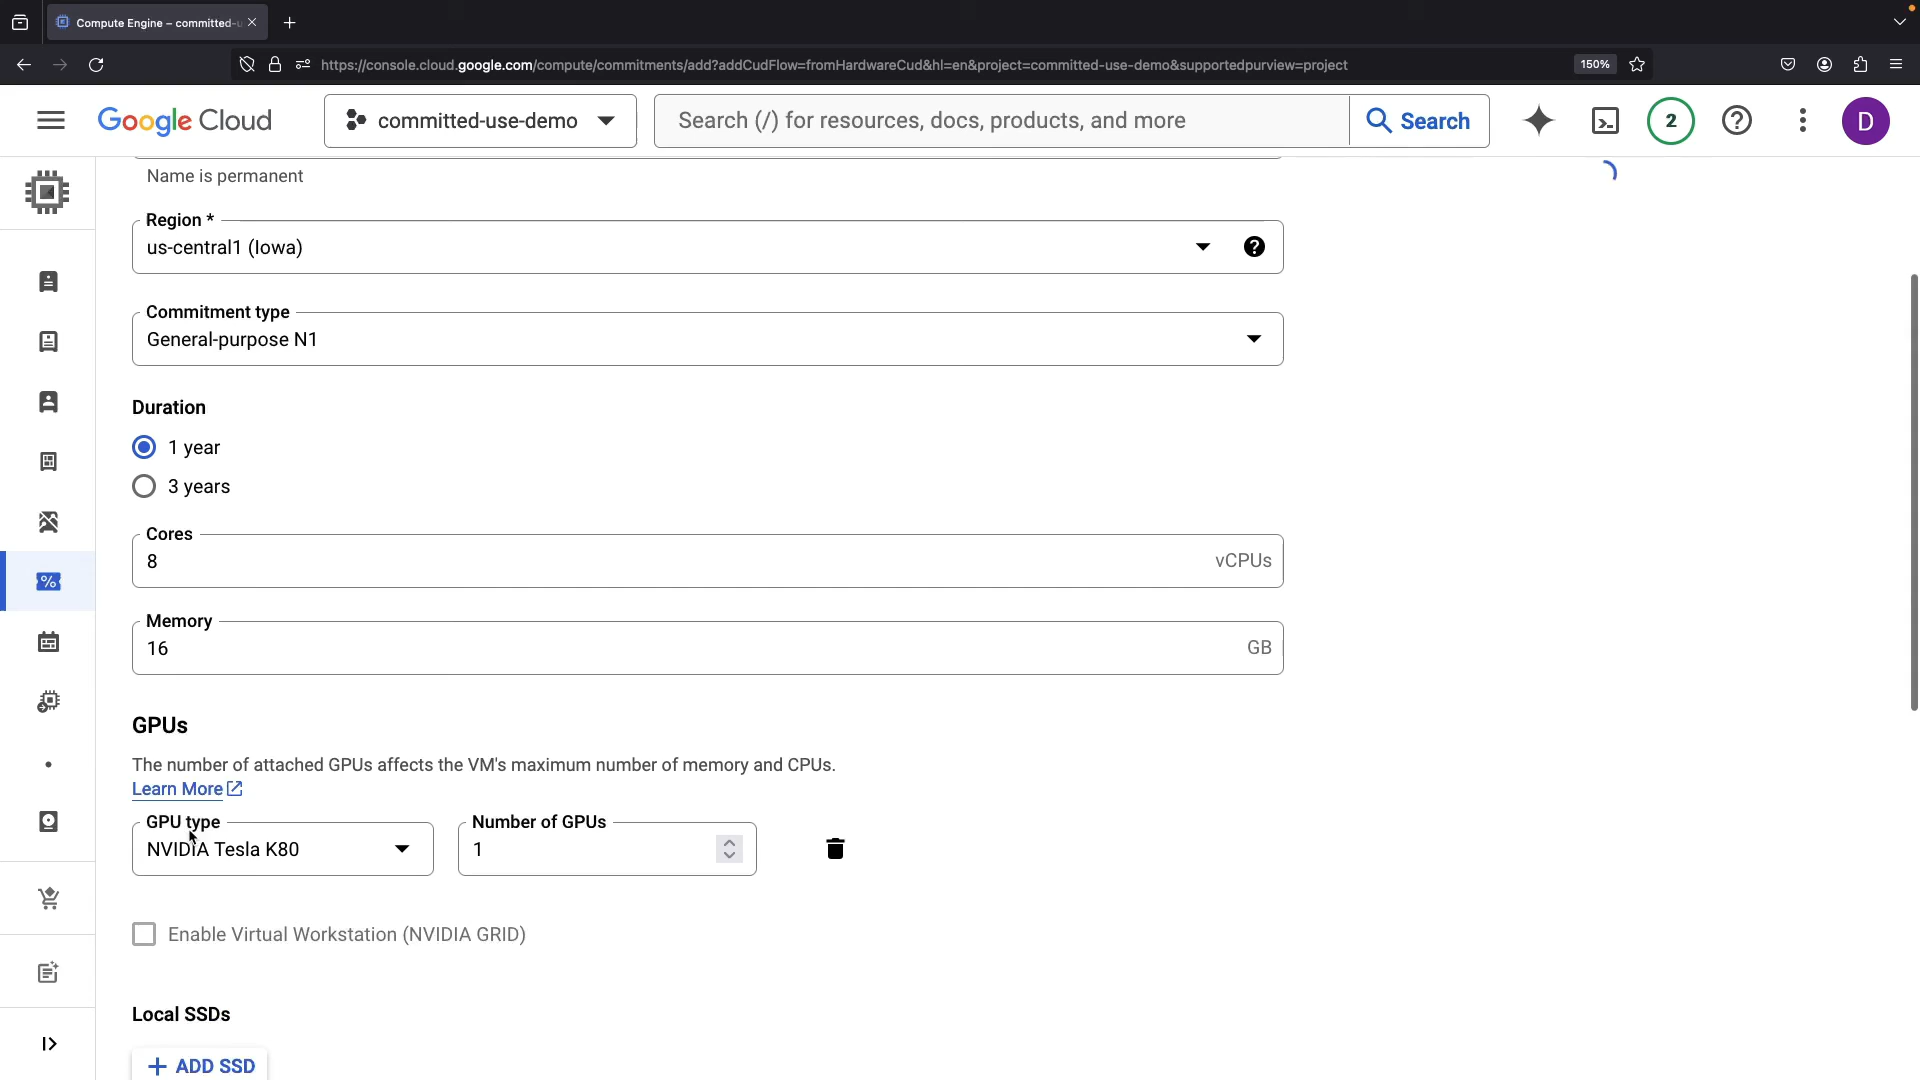 Compute Engine – committed-u
https://console.cloud.google.com/compute/commitments/add?addCudFlow=fromHardwareCud&hl=en&project=committed-use-demo&supportedpurview=project
150%
Google Cloud
committed-use-demo
Search (/) for resources, docs, products, and more
Search
2
D
Name is permanent
Region *
us-central1 (Iowa)
Commitment type
General-purpose N1
Duration
1 year
3 years
Cores
8
vCPUs
Memory
16
GB
GPUs
The number of attached GPUs affects the VM's maximum number of memory and CPUs.
Learn More
GPU type
NVIDIA Tesla K80
Number of GPUs
1
Enable Virtual Workstation (NVIDIA GRID)
Local SSDs
+ ADD SSD